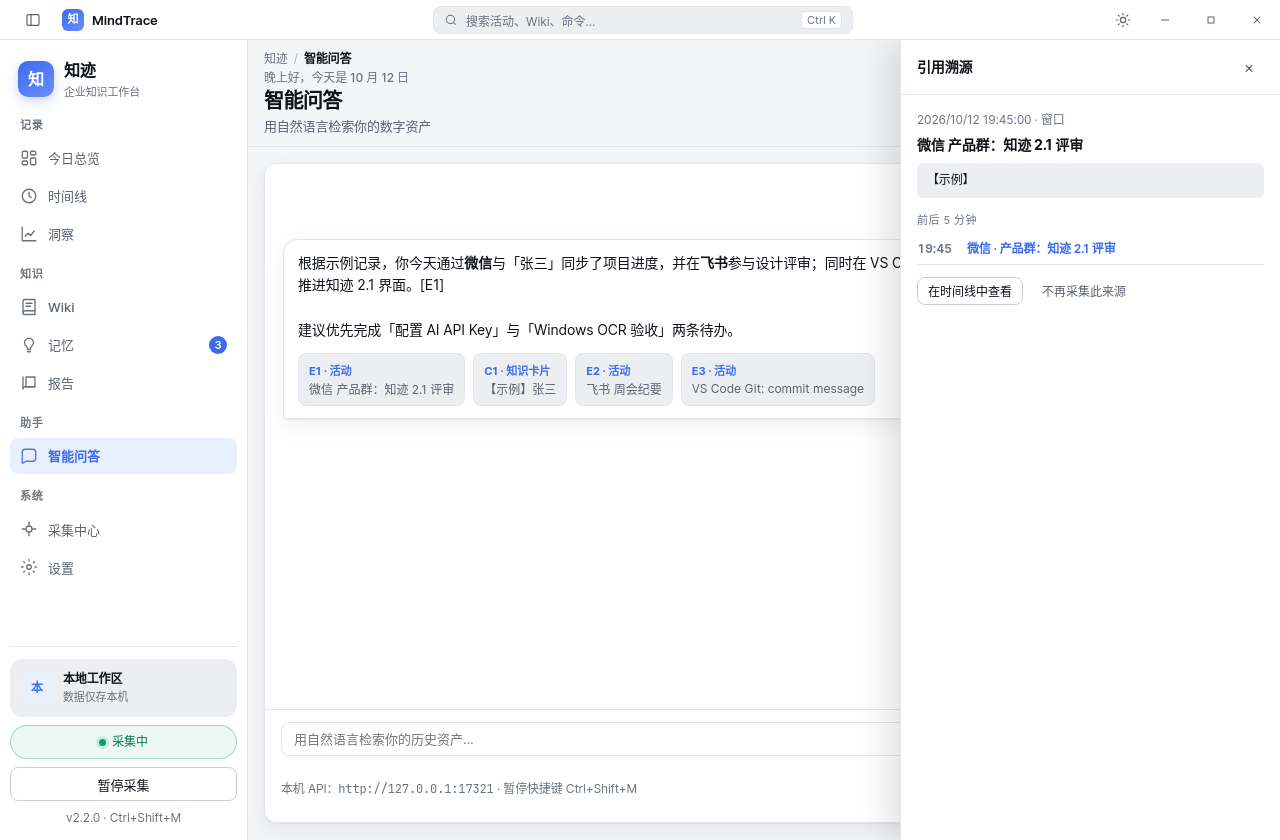 知 MindTrace
搜索活动、Wiki、命令... Ctrl K
知
知迹
企业知识工作台
记录
今日总览
时间线
洞察
知识
Wiki
记忆 3
报告
助手
智能问答
系统
采集中心
设置
本
本地工作区
数据仅存本机
采集中
暂停采集
v2.2.0 · Ctrl+Shift+M
知迹 / 智能问答
晚上好，今天是 10 月 12 日
智能问答
用自然语言检索你的数字资产
根据示例记录，你今天通过微信与「张三」同步了项目进度，并在飞书参与设计评审；同时在 VS C
推进知迹 2.1 界面。[E1]
建议优先完成「配置 AI API Key」与「Windows OCR 验收」两条待办。
E1 · 活动
微信 产品群：知迹 2.1 评审
C1 · 知识卡片
【示例】张三
E2 · 活动
飞书 周会纪要
E3 · 活动
VS Code Git: commit message
用自然语言检索你的历史资产...
本机 API：http://127.0.0.1:17321 · 暂停快捷键 Ctrl+Shift+M
引用溯源
2026/10/12 19:45:00 · 窗口
微信 产品群：知迹 2.1 评审
【示例】
前后 5 分钟
19:45 微信 · 产品群：知迹 2.1 评审
在时间线中查看 不再采集此来源